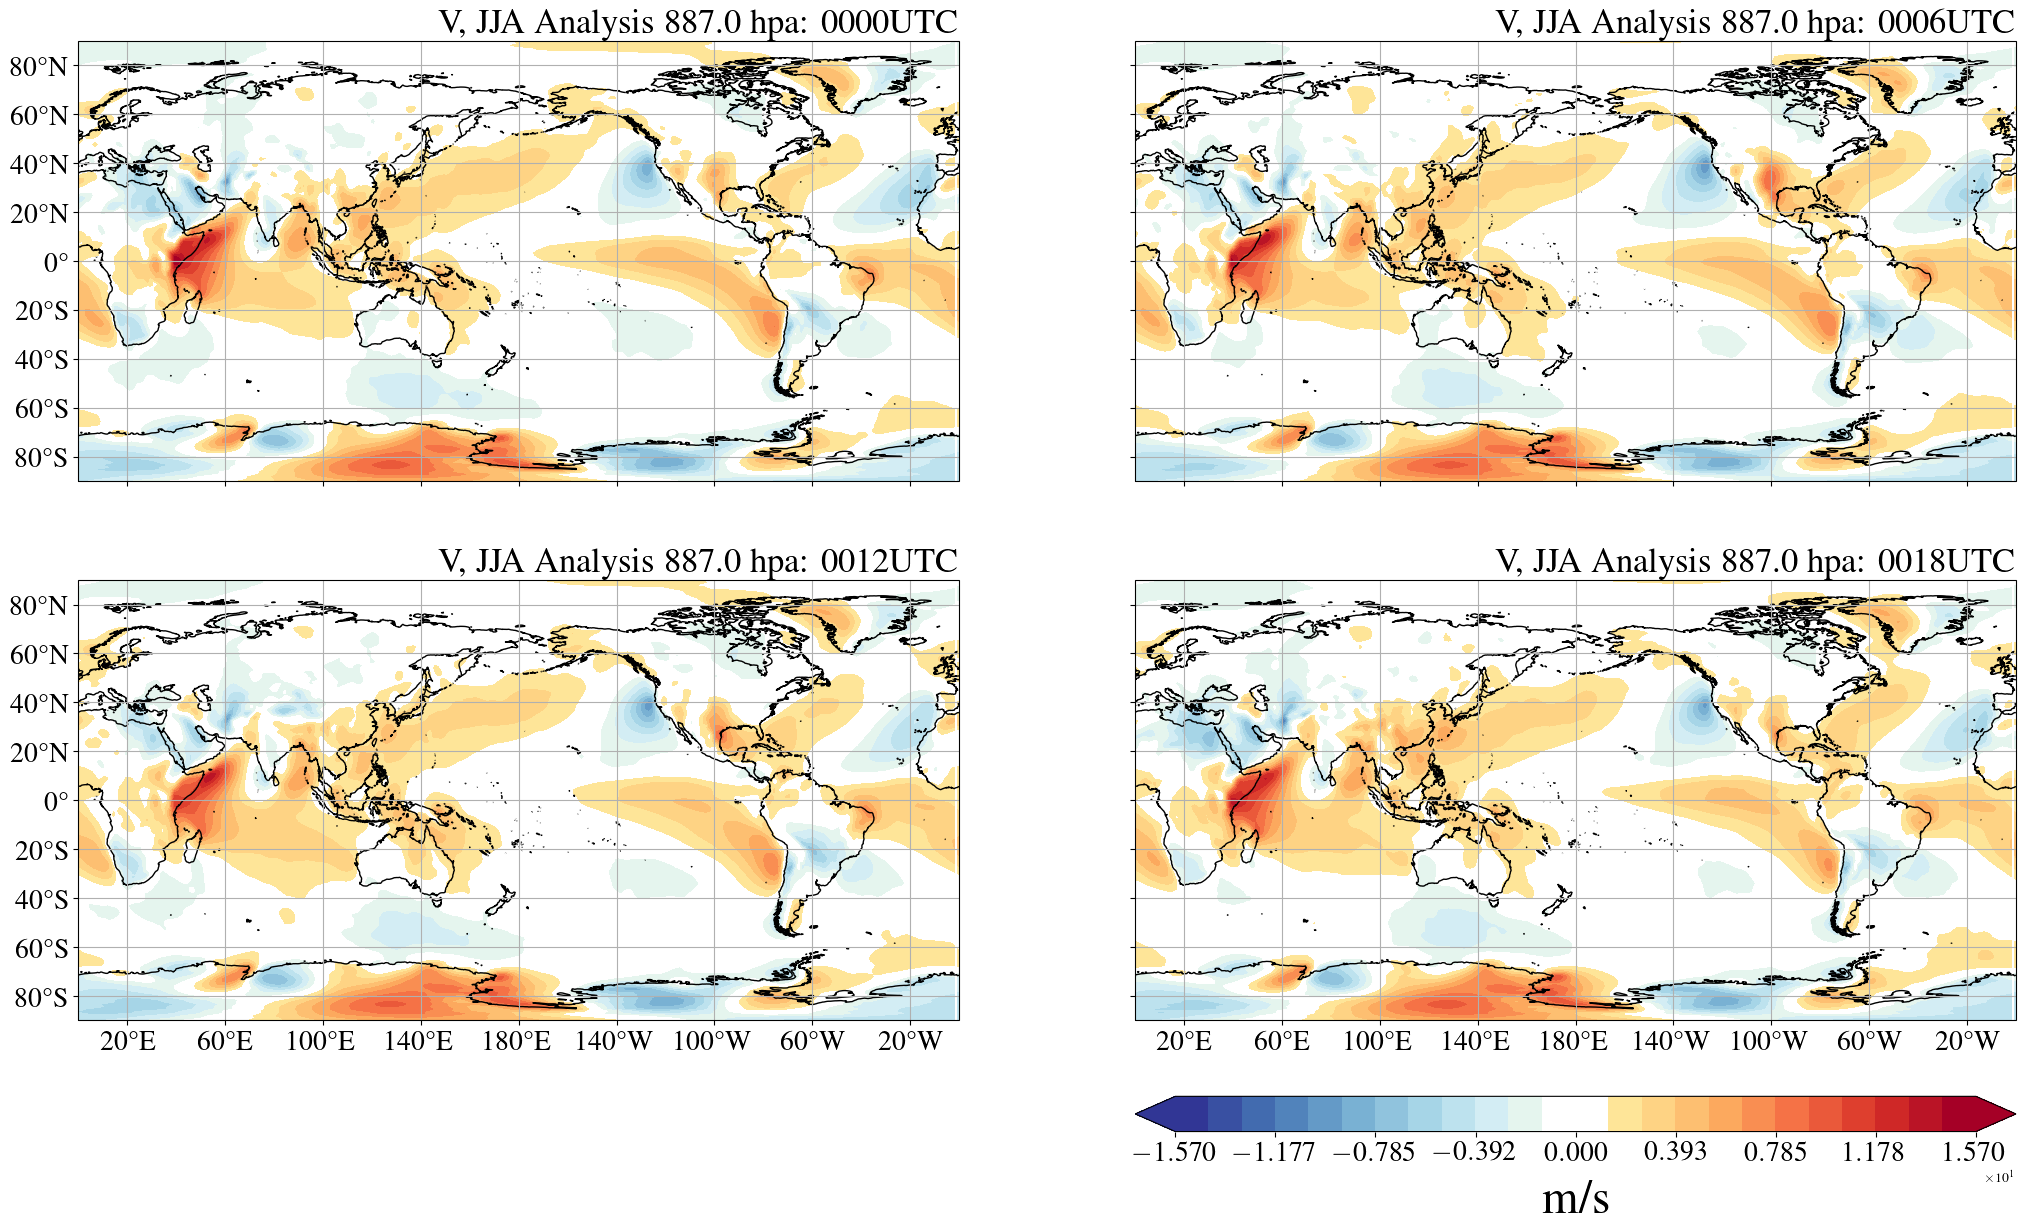 V, JJA Analysis 887.0 hpa: 0000UTC
V, JJA Analysis 887.0 hpa: 0006UTC
80°N
60°N
40°N
20°N
0°
20°S
40°S
60°S
80°S
V, JJA Analysis 887.0 hpa: 0012UTC
V, JJA Analysis 887.0 hpa: 0018UTC
80°N
60°N
40°N
20°N
0°
20°S
40°S
60°S
80°S
20°E 60°E 100°E 140°E 180°E 140°W 100°W 60°W 20°W
20°E 60°E 100°E 140°E 180°E 140°W 100°W 60°W 20°W
−1.570 −1.177 −0.785 −0.392 0.000 0.393 0.785 1.178 1.570
×10¹
m/s